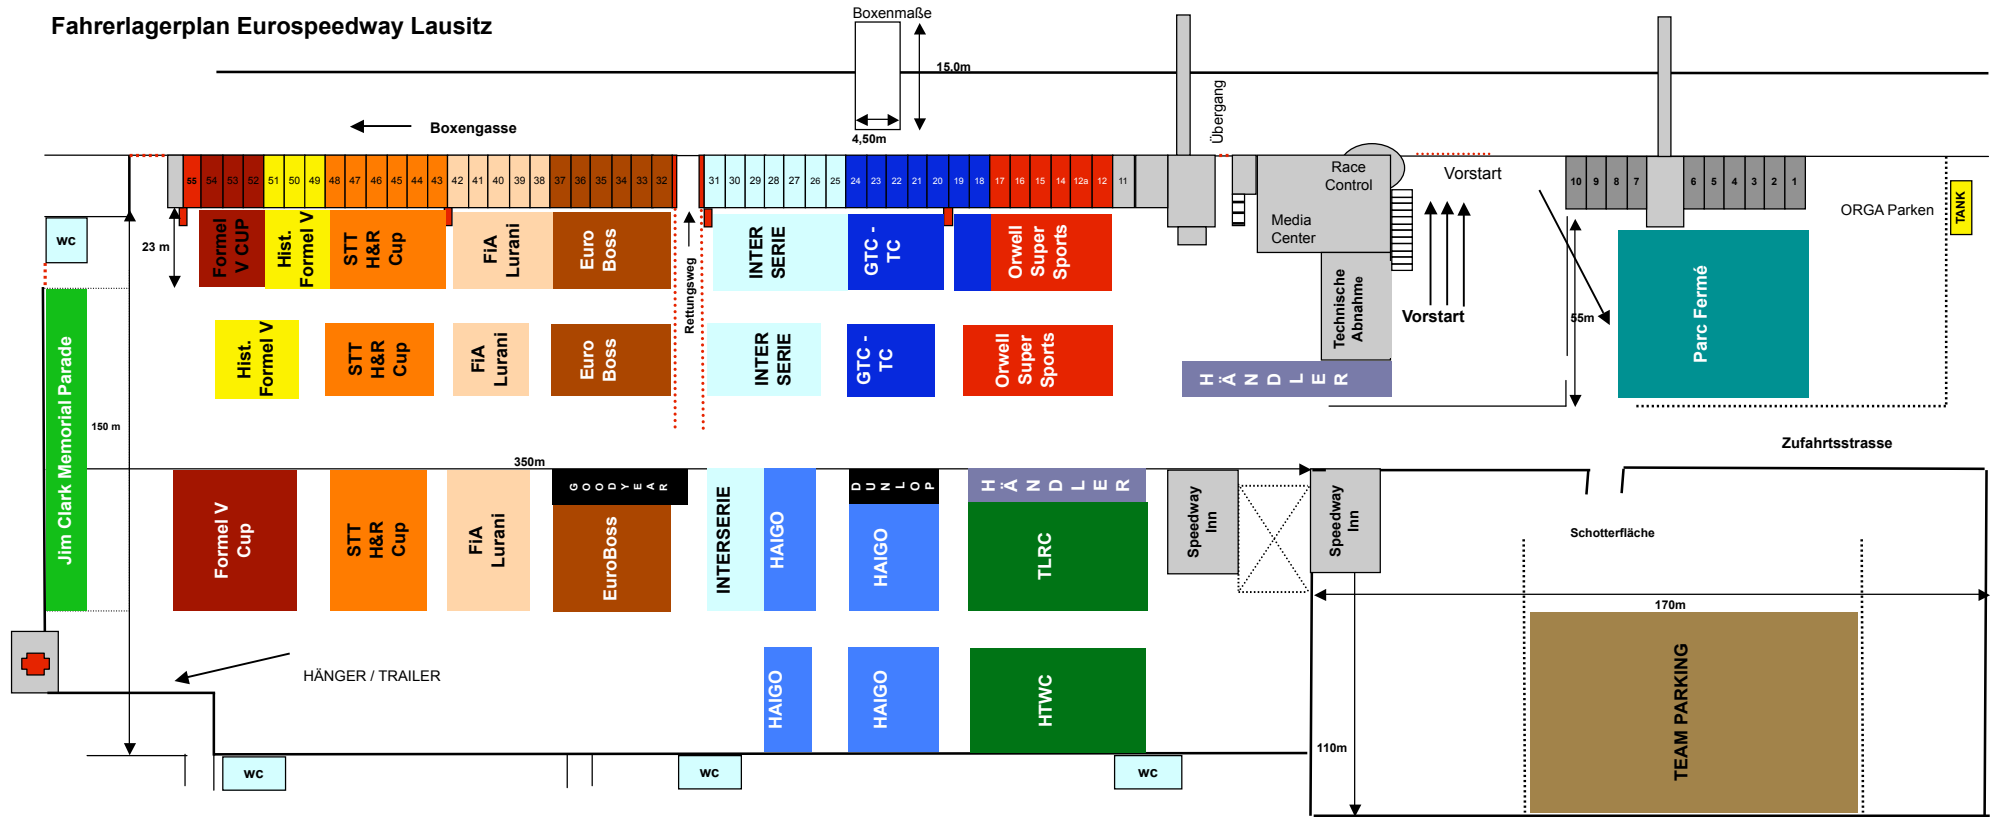 Fahrerlagerplan Eurospeedway Lausitz
Boxenmaße
15,0m
4,50m
Boxengasse
Übergang
Race
Control
Media
Center
Vorstart
ORGA Parken
TANK
55 54 53 52 51 50 49 48 47 46 45 44 43 42 41 40 39 38 37 36 35 34 33 32 31 30 29 28 27 26 25 24 23 22 21 20 19 18 17 16 15 14 12a 12 11 10 9 8 7 6 5 4 3 2 1
wc
23 m
Formel
V CUP
Hist.
Formel V
STT
H&R
Cup
FiA
Lurani
Euro
Boss
Rettungsweg
INTER
SERIE
GTC -
TC
Orwell
Super
Sports
Technische
Abnahme
Vorstart
55m
Parc Fermé
Jim Clark Memorial Parade
150 m
Hist.
Formel V
STT
H&R
Cup
FiA
Lurani
Euro
Boss
INTER
SERIE
GTC -
TC
Orwell
Super
Sports
HÄNDLER
Zufahrtsstrasse
350m
Formel V
Cup
STT
H&R
Cup
FiA
Lurani
GOODYEAR
EuroBoss
INTERSERIE
HAIGO
DUNLOP
HAIGO
HÄNDLER
TLRC
Speedway
Inn
Speedway
Inn
Schotterfläche
170m
HÄNGER / TRAILER
HAIGO
HAIGO
HTWC
110m
TEAM PARKING
wc
wc
wc